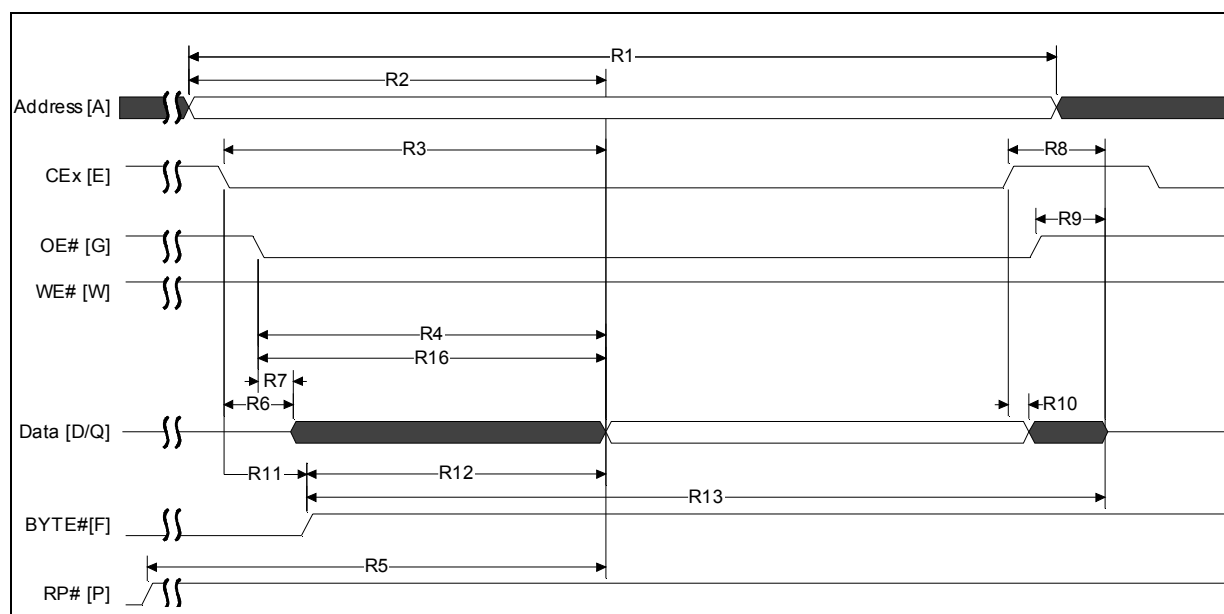 R1
R2
Address [A]
R3
R8
CEx [E]
R9
OE# [G]
WE# [W]
R4
R16
R7
R6
R10
Data [D/Q]
R11
R12
R13
BYTE#[F]
R5
RP# [P]